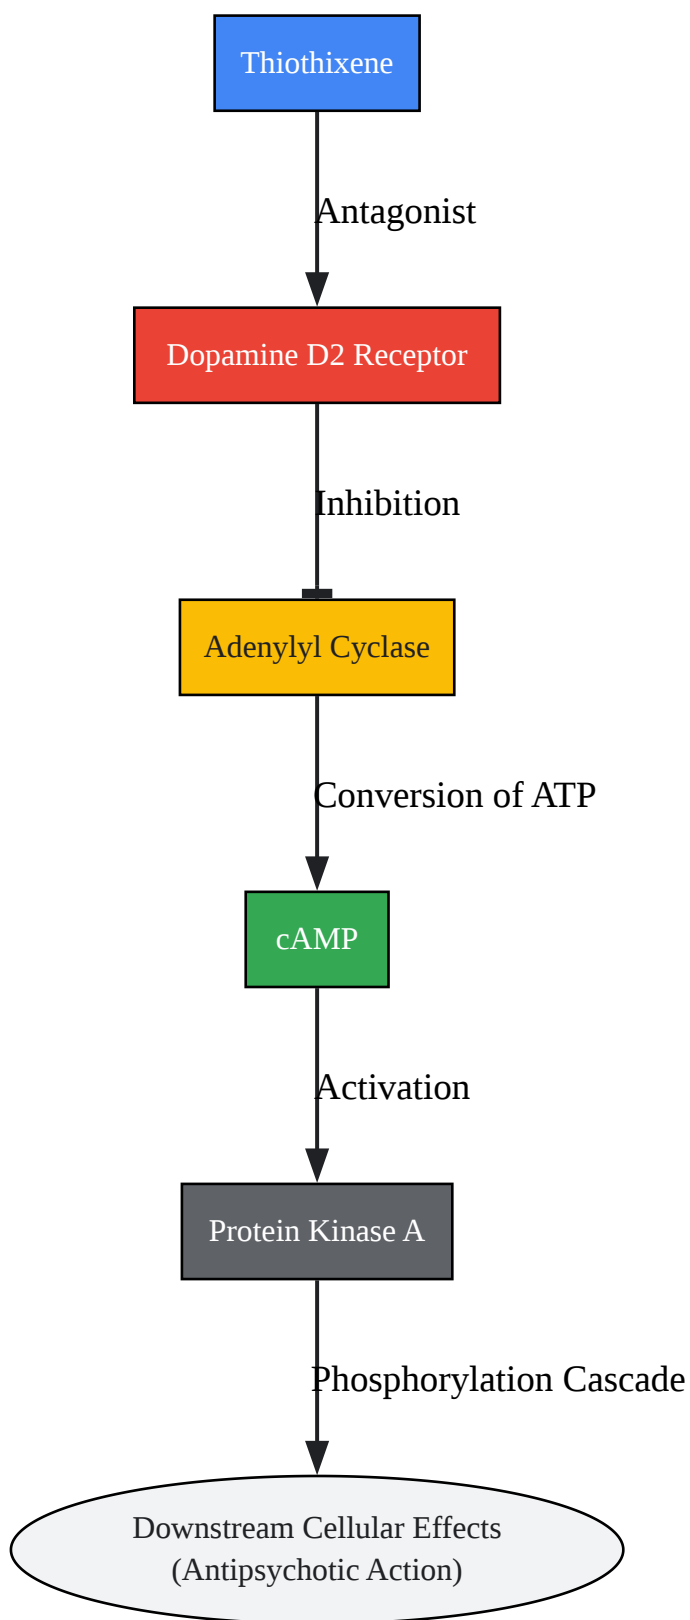 Thiothixene
Antagonist
Dopamine D2 Receptor
Inhibition
Adenylyl Cyclase
Conversion of ATP
cAMP
Activation
Protein Kinase A
Phosphorylation Cascade
Downstream Cellular Effects
(Antipsychotic Action)